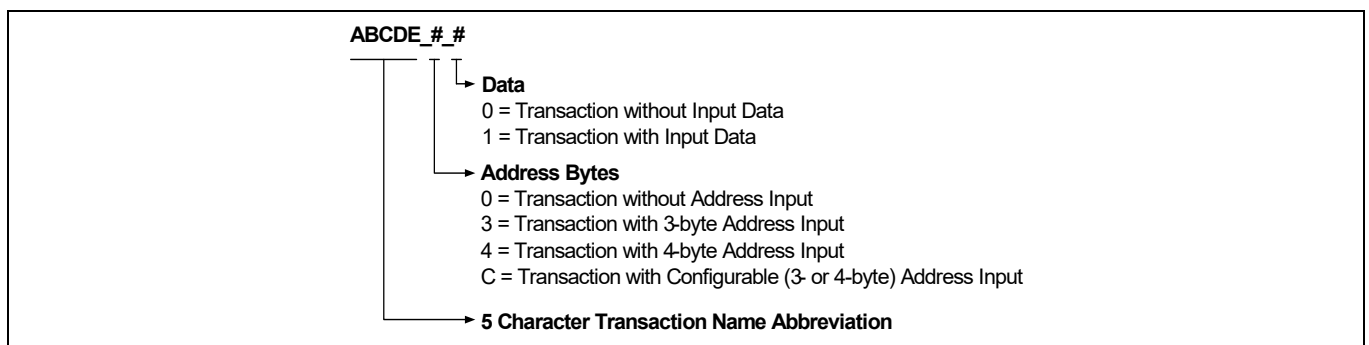 ABCDE_#_#
Data
0 = Transaction without Input Data
1 = Transaction with Input Data
Address Bytes
0 = Transaction without Address Input
3 = Transaction with 3-byte Address Input
4 = Transaction with 4-byte Address Input
C = Transaction with Configurable (3- or 4-byte) Address Input
5 Character Transaction Name Abbreviation